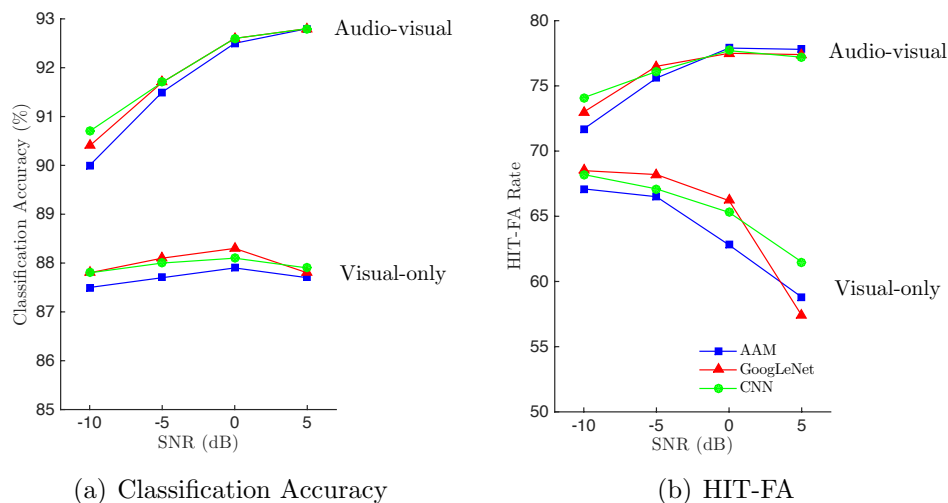 93
92
91
90
89
88
87
86
85
-10
-5
0
5
SNR (dB)
Classification Accuracy (%)
Audio-visual
Visual-only
(a) Classification Accuracy
80
75
70
65
60
55
50
-10
-5
0
5
SNR (dB)
HIT-FA Rate
Audio-visual
Visual-only
AAM
GoogLeNet
CNN
(b) HIT-FA